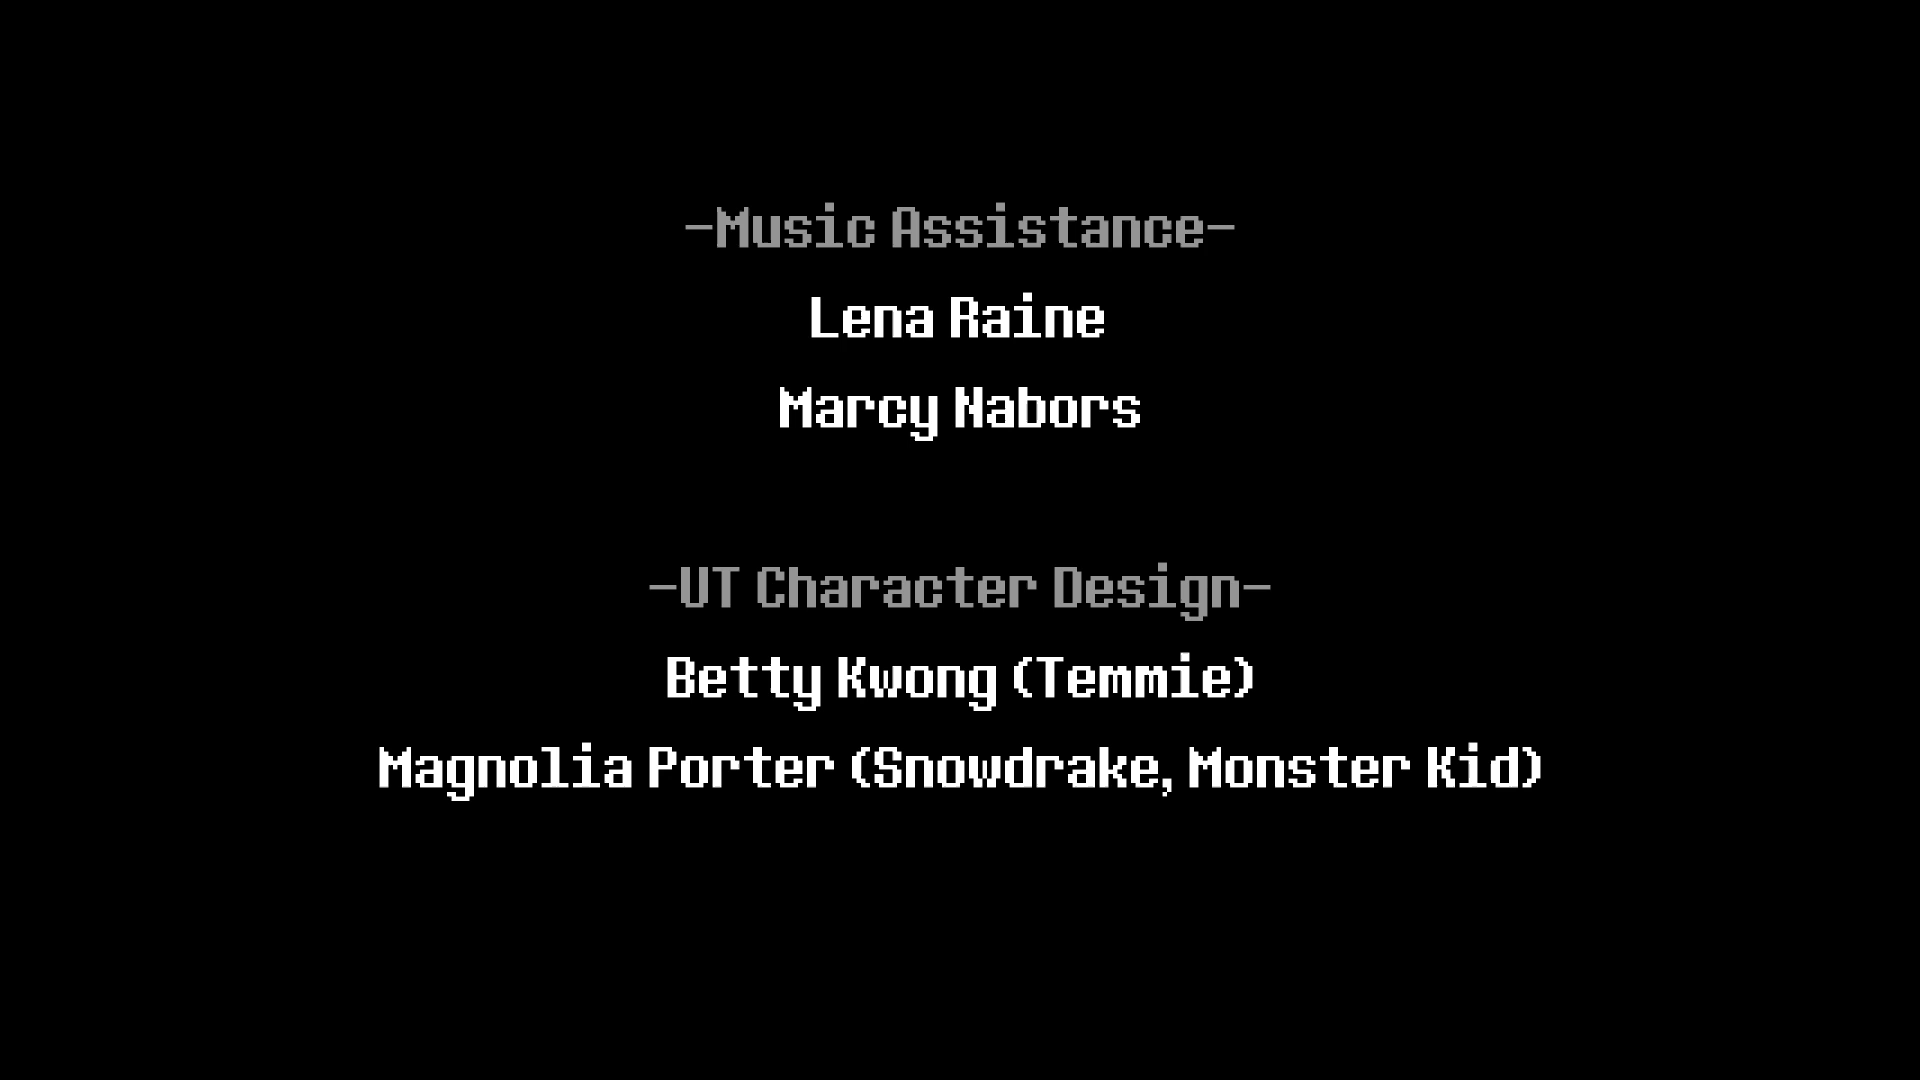 -Music Assistance-
Lena Raine
Marcy Nabors
-UT Character Design-
Betty Kwong (Temmie)
Magnolia Porter (Snowdrake, Monster Kid)